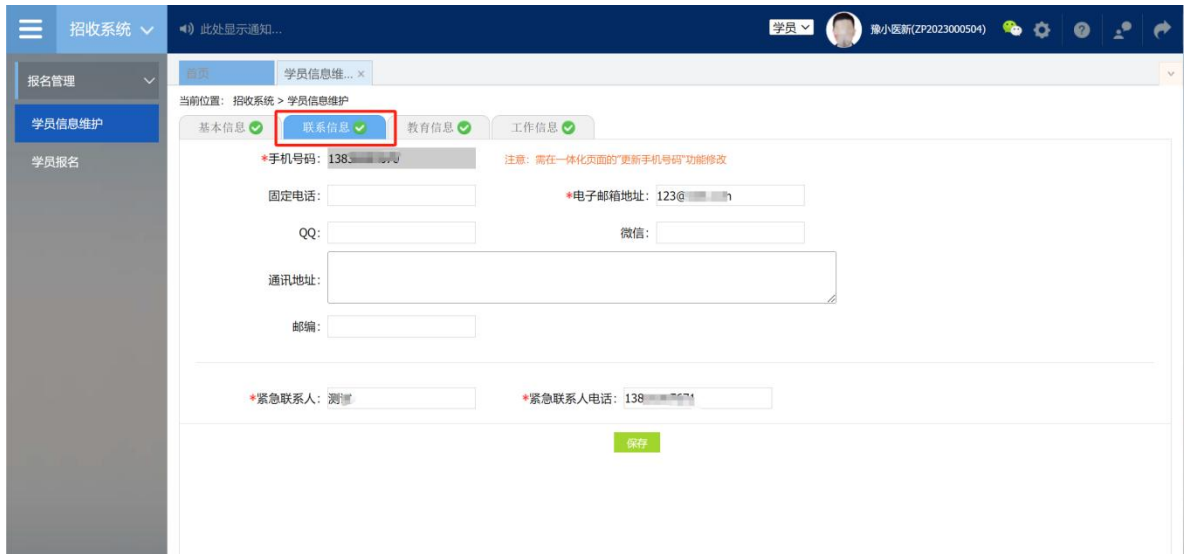 招收系统 此处显示通知... 学员 豫小医新(ZP2023000504)
报名管理
学员信息维护
学员报名
首页 学员信息维... ×
当前位置： 招收系统 > 学员信息维护
基本信息 联系信息 教育信息 工作信息
*手机号码： 注意：需在一体化页面的"更新手机号码"功能修改
固定电话： *电子邮箱地址： 123@
QQ： 微信：
通讯地址：
邮编：
*紧急联系人： *紧急联系人电话： 138
保存